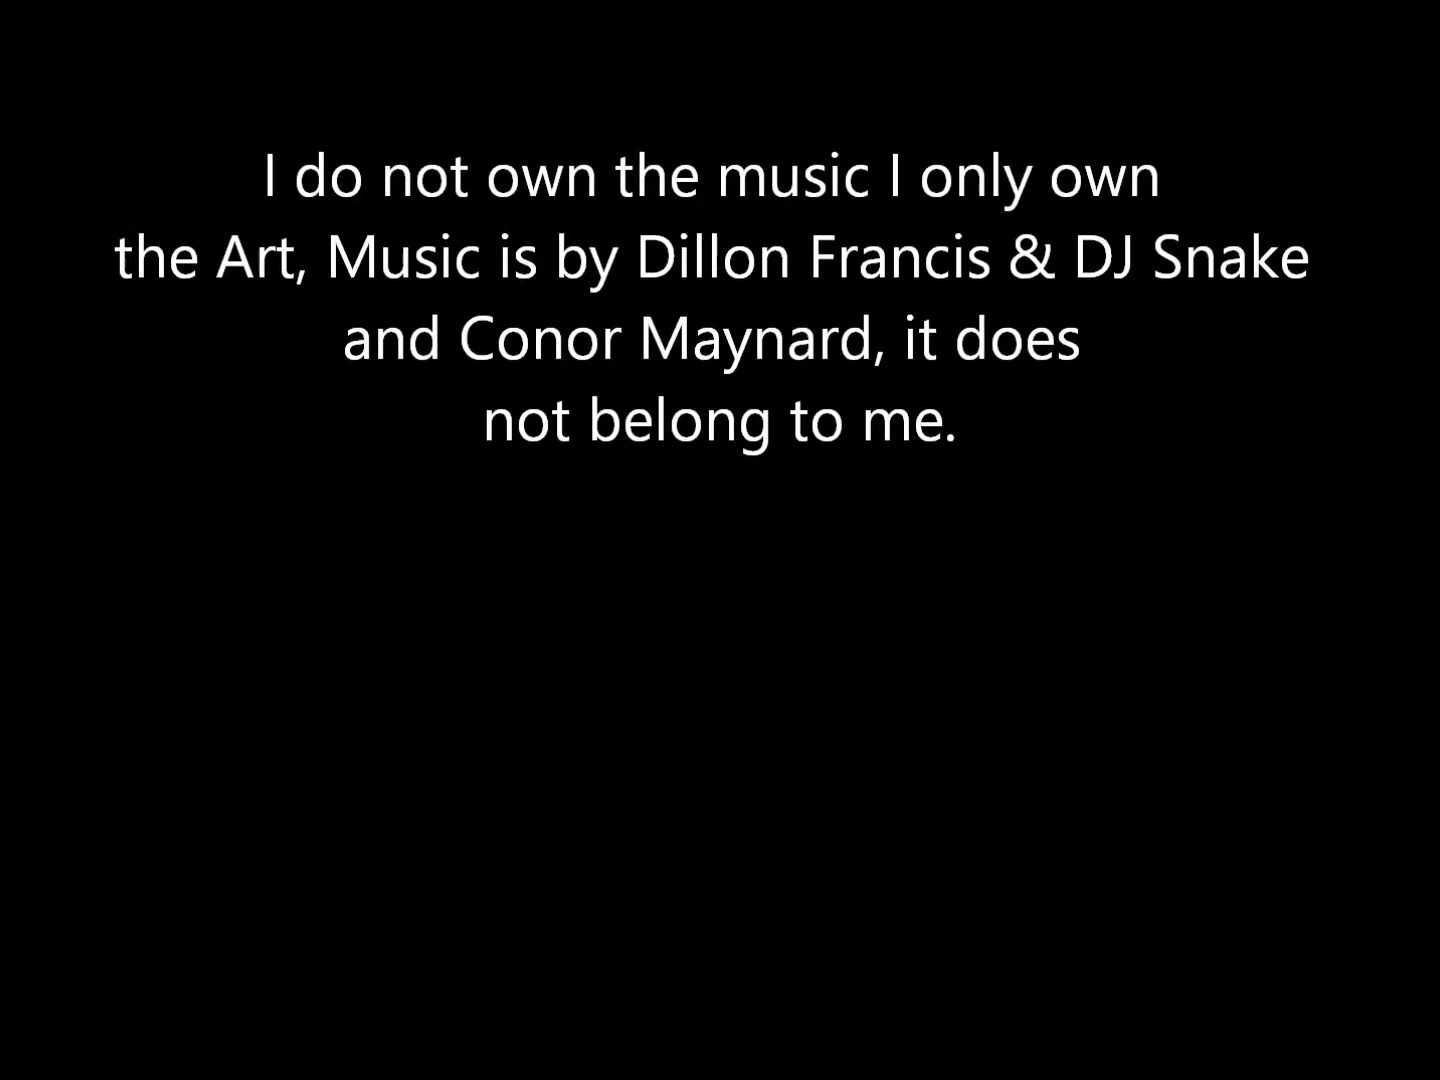 I do not own the music I only own
the Art, Music is by Dillon Francis & DJ Snake
and Conor Maynard, it does
not belong to me.